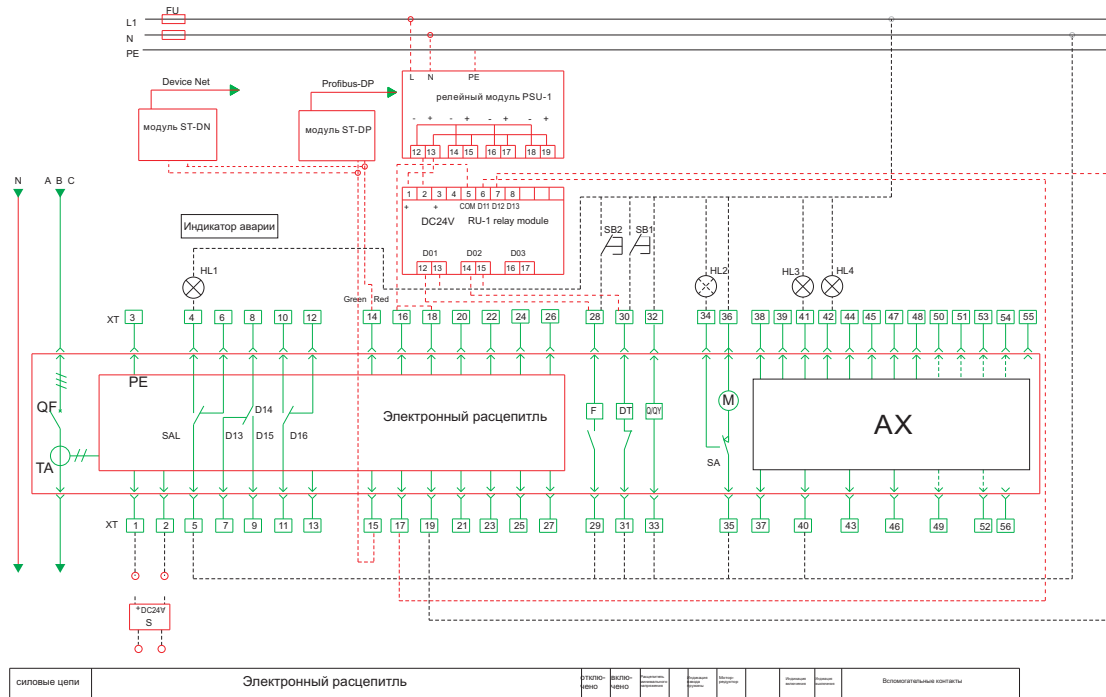 FU
L1
N
PE
L N PE
Device Net
Profibus-DP
релейный модуль PSU-1
- + - + - + - +
12 13 14 15 16 17 18 19
модуль ST-DN
модуль ST-DP
N A B C
1 2 3 4 5 6 7 8
COM D11 D12 D13
+ +
DC24V RU-1 relay module
D01 D02 D03
12 13 14 15 16 17
Индикатор аварии
SB2 SB1
HL1
HL2 HL3 HL4
Green Red
XT 3 4 6 8 10 12 14 16 18 20 22 24 26 28 30 32 34 36 38 39 41 42 44 45 47 48 50 51 53 54 55
PE
QF
TA
SAL D13 D14 D15 D16
Электронный расцепитль
F DT Q/QY
M
SA
AX
XT 1 2 5 7 9 11 13 15 17 19 21 23 25 27 29 31 33 35 37 40 43 46 49 52 56
+ DC24V
S
силовые цепи
Электронный расцепитль
отклю-
чено
вклю-
чено
Вспомогательные контакты